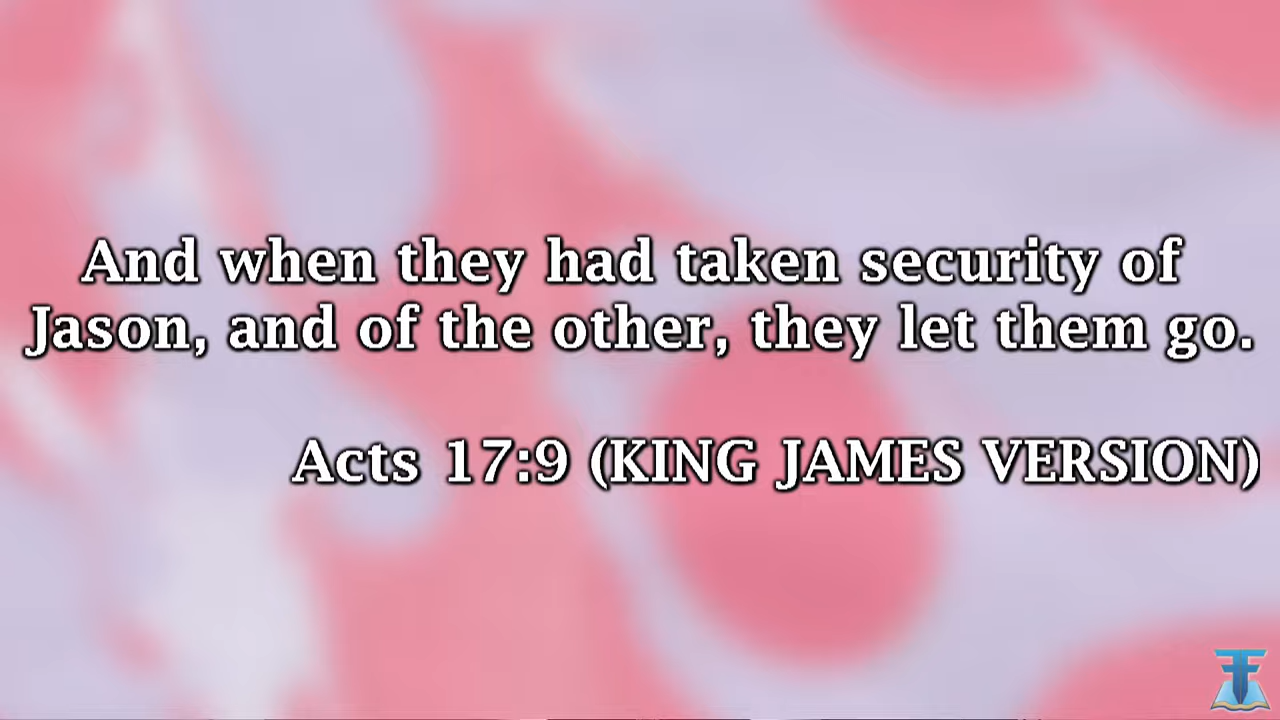 And when they had taken security of
Jason, and of the other, they let them go.
Acts 17:9 (KING JAMES VERSION)